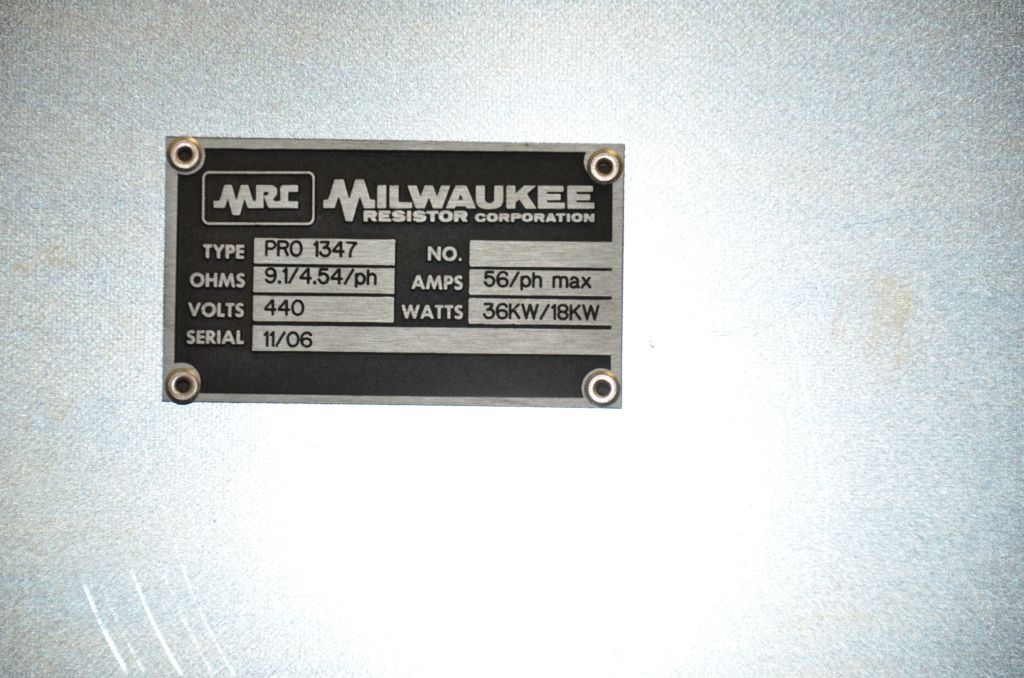 MRC MILWAUKEE
RESISTOR CORPORATION
TYPE PRO 1347 NO.
OHMS 9.1/4.54/ph AMPS 56/ph max
VOLTS 440 WATTS 36KW/18KW
SERIAL 11/06